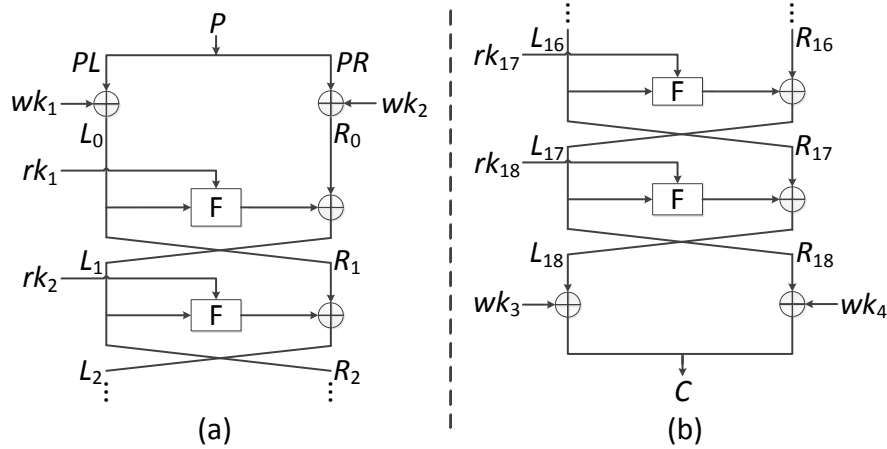 P
PL PR
wk₁ wk₂
L₀ R₀
rk₁
F
L₁ R₁
rk₂
F
L₂ R₂
(a)
L₁₆ R₁₆
rk₁₇
F
L₁₇ R₁₇
rk₁₈
F
L₁₈ R₁₈
wk₃ wk₄
C
(b)